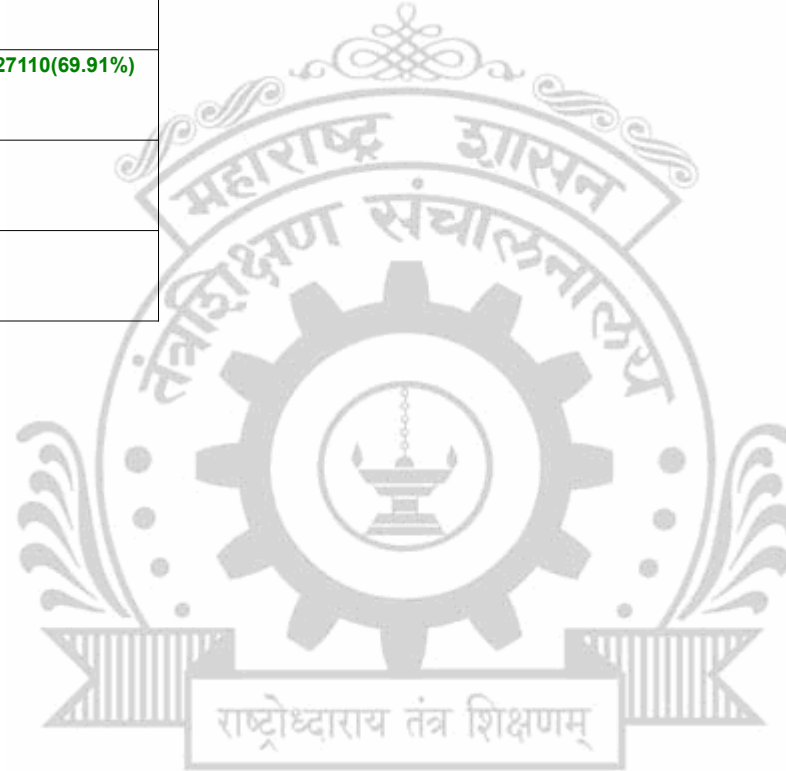 27110(69.91%)
महाराष्ट्र शासन
तंत्रशिक्षण संचालनालय
राष्ट्रोध्दाराय तंत्र शिक्षणम्